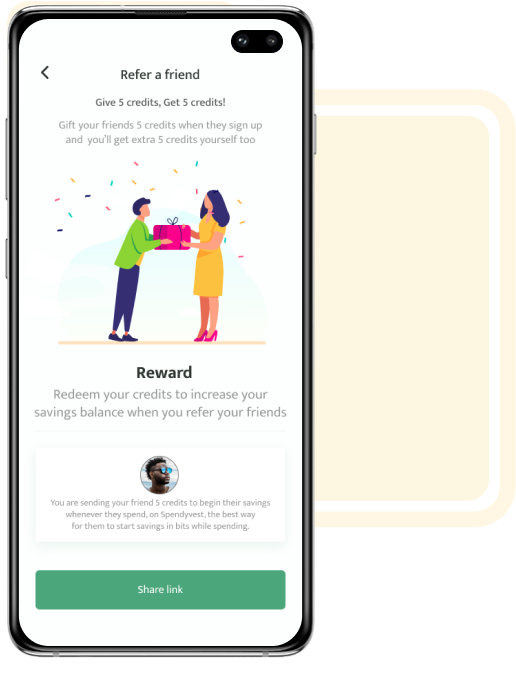 Refer a friend
Give 5 credits, Get 5 credits!
Gift your friends 5 credits when they sign up
and you'll get extra 5 credits yourself too
Reward
Redeem your credits to increase your
savings balance when you refer your friends
You are sending your friend 5 credits to begin their savings
whenever they spend, on Spendyvest, the best way
for them to start savings in bits while spending.
Share link